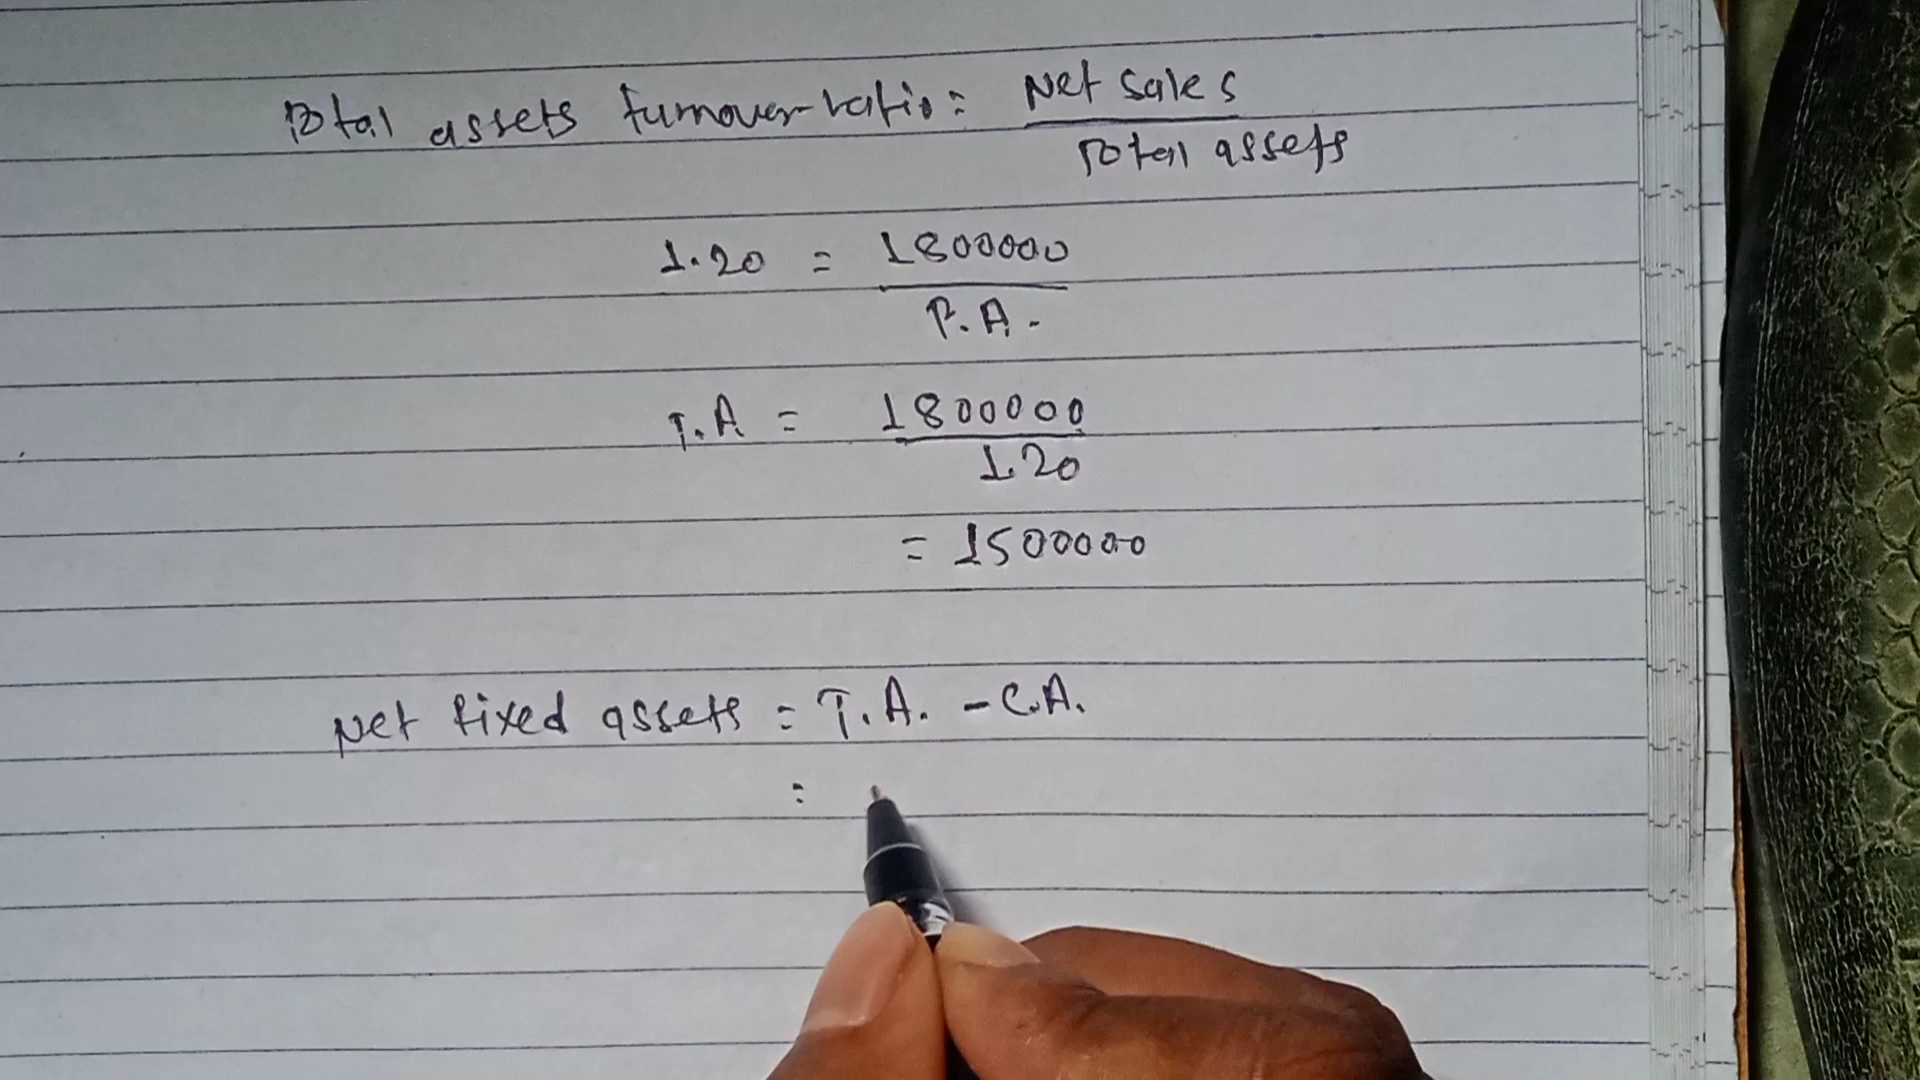 Total assets turnover ratio = Net sales
Total assets
1.20 = 1800000
T.A.
T.A = 1800000
1.20
= 1500000
Net fixed assets = T.A. - C.A.
=